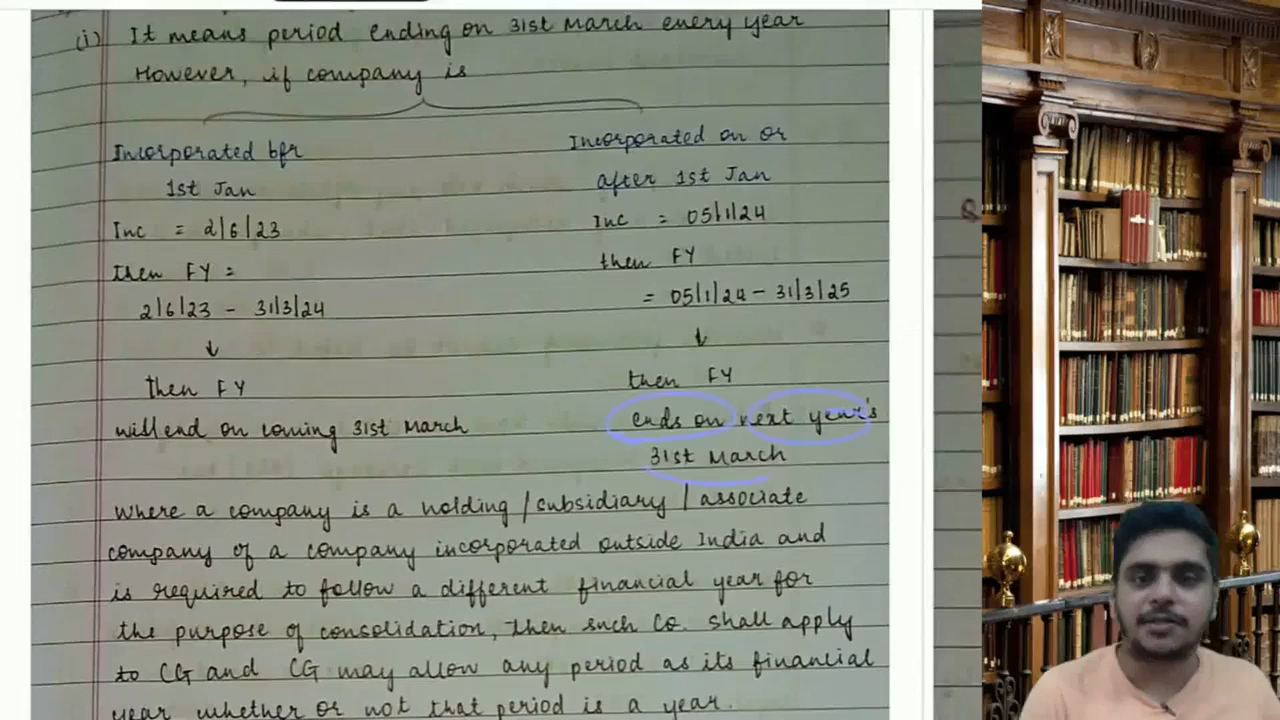 (i) It means period ending on 31st March enery year
However, if company is
Incorporated bfr
1st Jan
Inc = 2/6/23
then FY =
2/6/23 - 31/3/24
↓
then FY
will end on coming 31st March
Incorporated on or
after 1st Jan
Inc = 05/1/24
then FY
= 05/1/24 - 31/3/25
↓
then FY
ends on next year's
31st March
where a company is a holding / subsidiary / associate
company of a company incorporated outside India and
is required to follow a different financial year for
the purpose of consolidation, then such Co. shall apply
to CG and CG may allow any period as its financial
year whether or not that period is a year.